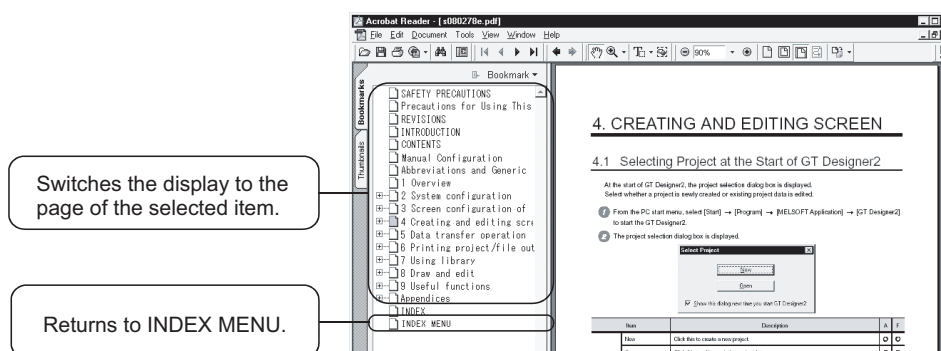 Acrobat Reader - [s080278e.pdf]
File Edit Document Tools View Window Help
90%
Bookmark
Bookmarks
Thumbnails
SAFETY PRECAUTIONS
Precautions for Using This
REVISIONS
INTRODUCTION
CONTENTS
Manual Configuration
Abbreviations and Generic
1 Overview
2 System configuration
3 Screen configuration of
4 Creating and editing scre
5 Data transfer operation
6 Printing project/file out
7 Using library
8 Draw and edit
9 Useful functions
Appendices
INDEX
INDEX MENU
Switches the display to the
page of the selected item.
Returns to INDEX MENU.
4. CREATING AND EDITING SCREEN
4.1 Selecting Project at the Start of GT Designer2
At the start of GT Designer2, the project selection dialog box is displayed.
Select whether a project is newly created or existing project data is edited.
1 From the PC start menu, select [Start] → [Program] → [MELSOFT Application] → [GT Designer2]
to start the GT Designer2.
2 The project selection dialog box is displayed.
Select Project
New
Open
Show this dialog next time you start GT Designer2
Item Description A F
New Click this to create a new project.